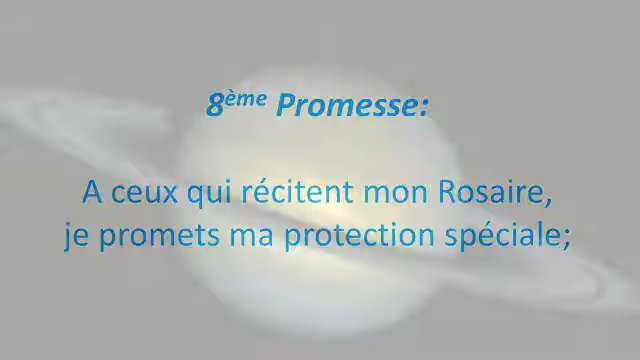 8ème Promesse:
A ceux qui récitent mon Rosaire,
je promets ma protection spéciale;